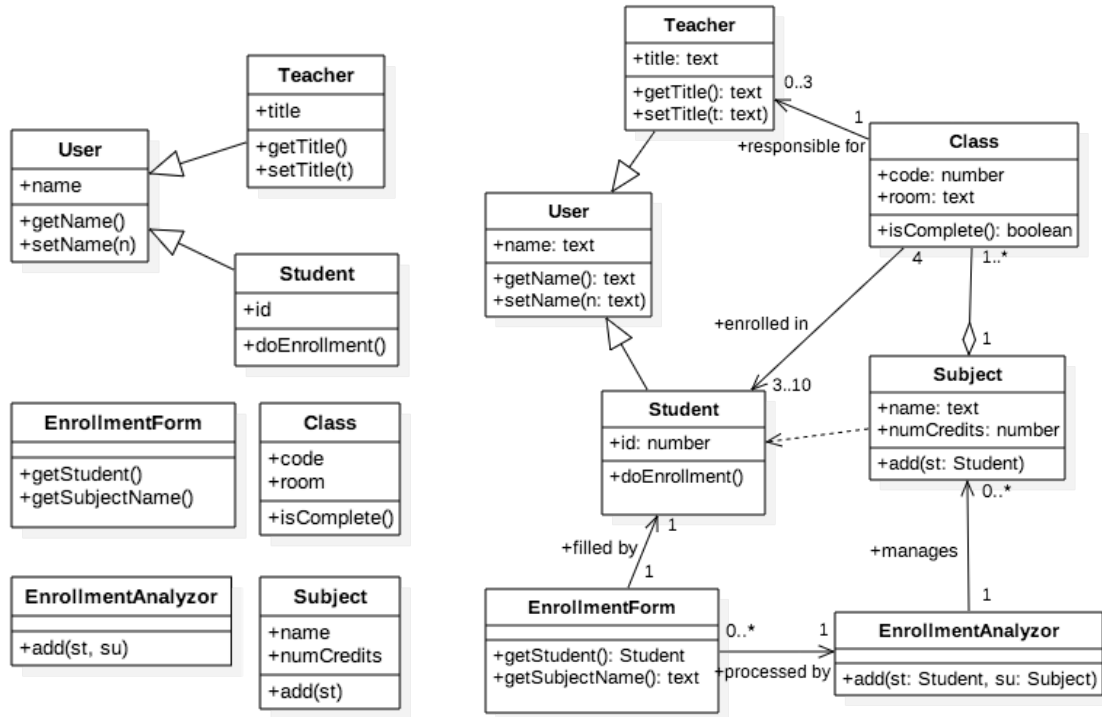 Teacher
+title
+getTitle()
+setTitle(t)
User
+name
+getName()
+setName(n)
Student
+id
+doEnrollment()
EnrollmentForm
+getStudent()
+getSubjectName()
Class
+code
+room
+isComplete()
EnrollmentAnalyzor
+add(st, su)
Subject
+name
+numCredits
+add(st)
Teacher
+title: text
+getTitle(): text
+setTitle(t: text)
0..3
1
+responsible for
Class
+code: number
+room: text
+isComplete(): boolean
User
+name: text
+getName(): text
+setName(n: text)
4
1..*
+enrolled in
3..10
1
Student
+id: number
+doEnrollment()
Subject
+name: text
+numCredits: number
+add(st: Student)
1
0..*
+filled by
+manages
1
1
EnrollmentForm
+getStudent(): Student
+getSubjectName(): text
0..*
1
+processed by
EnrollmentAnalyzor
+add(st: Student, su: Subject)